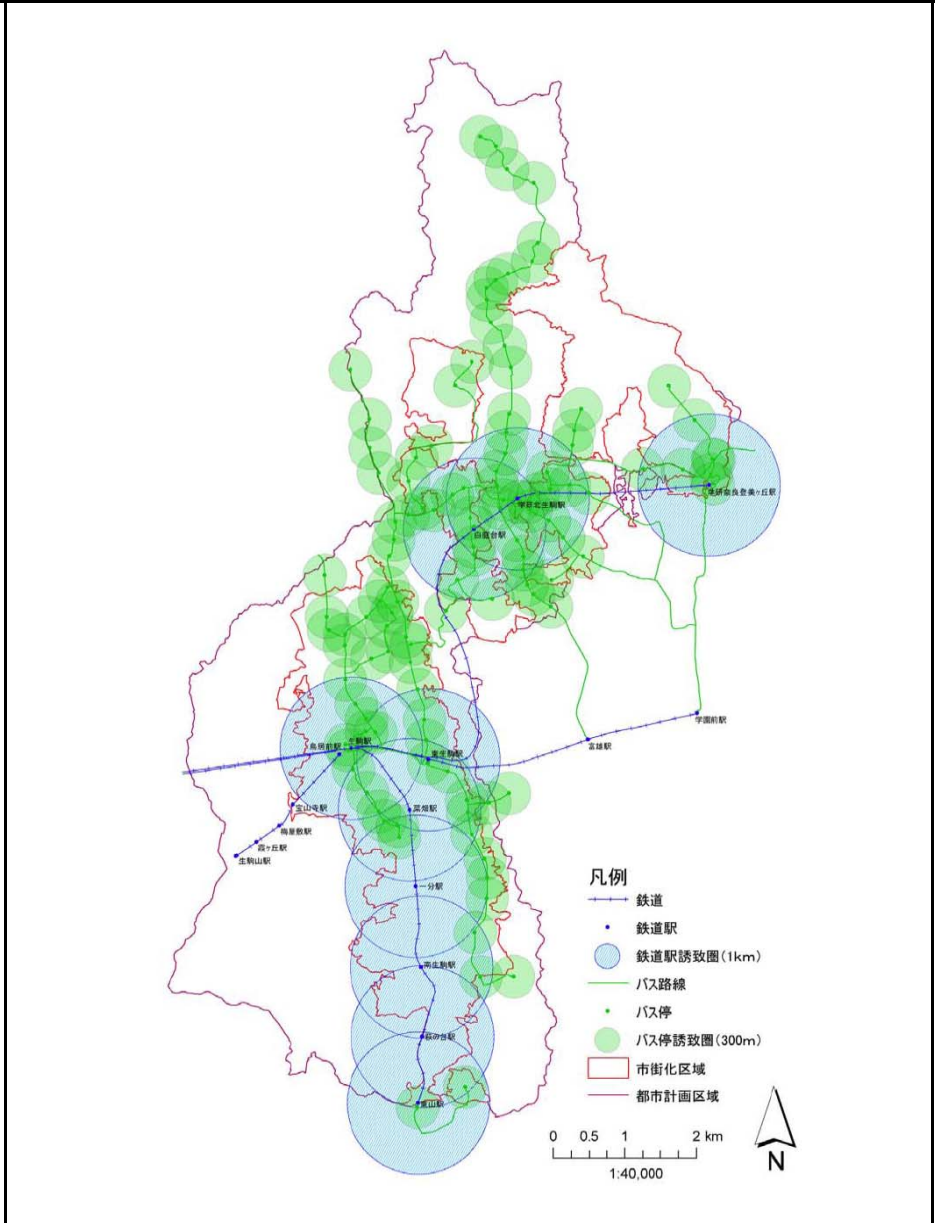 学研奈良登美ヶ丘駅
学研北生駒駅
白庭台駅
学園前駅
富雄駅
鳥居前駅
生駒駅
東生駒駅
宝山寺駅
菜畑駅
梅屋敷駅
霞ヶ丘駅
生駒山駅
一分駅
南生駒駅
萩の台駅
東山駅
凡例
鉄道
鉄道駅
鉄道駅誘致圏(1km)
バス路線
バス停
バス停誘致圏(300m)
市街化区域
都市計画区域
0 0.5 1 2 km
1:40,000
N